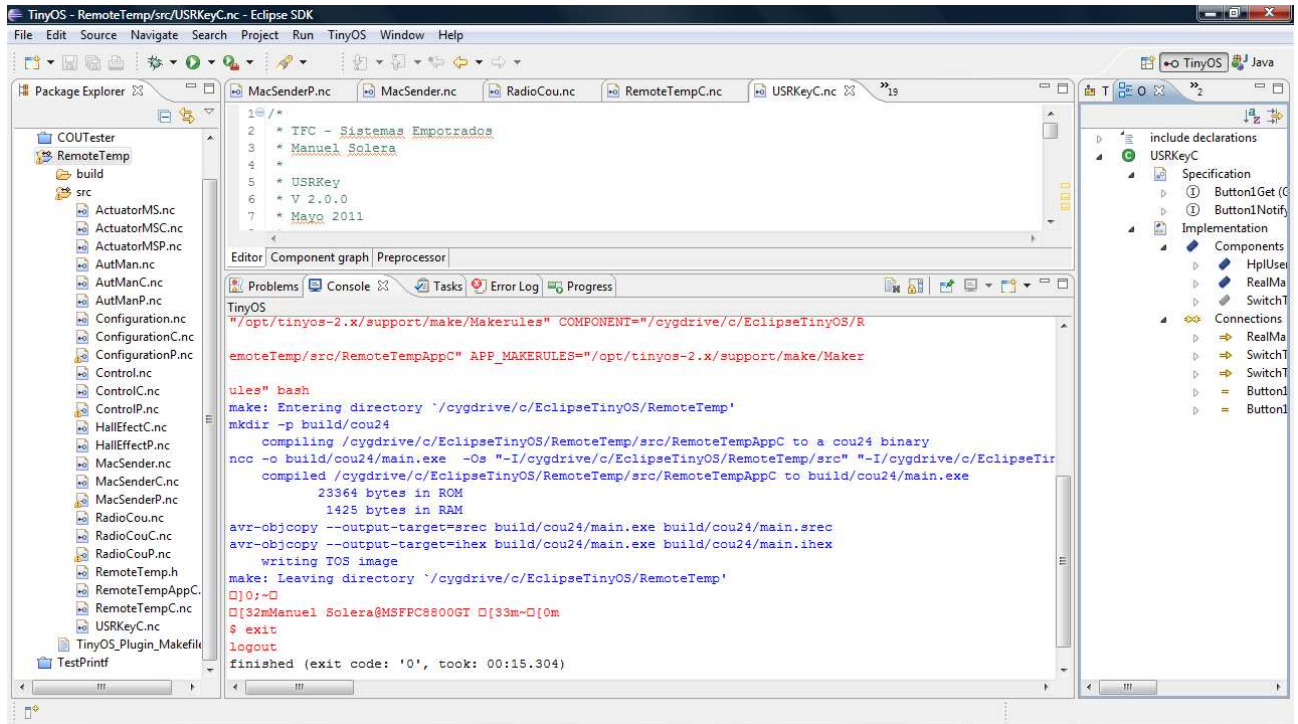 TinyOS - RemoteTemp/src/USRKeyC.nc - Eclipse SDK
File Edit Source Navigate Search Project Run TinyOS Window Help
TinyOS Java
Package Explorer
COUTester
RemoteTemp
build
src
ActuatorMS.nc
ActuatorMSC.nc
ActuatorMSP.nc
AutMan.nc
AutManC.nc
AutManP.nc
Configuration.nc
ConfigurationC.nc
ConfigurationP.nc
Control.nc
ControlC.nc
ControlP.nc
HallEfectC.nc
HallEffectP.nc
MacSender.nc
MacSenderC.nc
MacSenderP.nc
RadioCou.nc
RadioCouC.nc
RadioCouP.nc
RemoteTemp.h
RemoteTempAppC.
RemoteTempC.nc
USRKeyC.nc
TinyOS_Plugin_Makefile
TestPrintf
MacSenderP.nc MacSender.nc RadioCou.nc RemoteTempC.nc USRKeyC.nc »19
1 /*
2 * TFC - Sistemas Empotrados
3 * Manuel Solera
4 *
5 * USRKey
6 * V 2.0.0
7 * Mayo 2011
Editor Component graph Preprocessor
Problems Console Tasks Error Log Progress
TinyOS
"/opt/tinyos-2.x/support/make/Makerules" COMPONENT="/cygdrive/c/EclipseTinyOS/R
emoteTemp/src/RemoteTempAppC" APP_MAKERULES="/opt/tinyos-2.x/support/make/Maker
ules" bash
make: Entering directory `/cygdrive/c/EclipseTinyOS/RemoteTemp'
mkdir -p build/cou24
compiling /cygdrive/c/EclipseTinyOS/RemoteTemp/src/RemoteTempAppC to a cou24 binary
ncc -o build/cou24/main.exe -Os "-I/cygdrive/c/EclipseTinyOS/RemoteTemp/src" "-I/cygdrive/c/EclipseTin
compiled /cygdrive/c/EclipseTinyOS/RemoteTemp/src/RemoteTempAppC to build/cou24/main.exe
23364 bytes in ROM
1425 bytes in RAM
avr-objcopy --output-target=srec build/cou24/main.exe build/cou24/main.srec
avr-objcopy --output-target=ihex build/cou24/main.exe build/cou24/main.ihex
writing TOS image
make: Leaving directory `/cygdrive/c/EclipseTinyOS/RemoteTemp'
□]0;~□
□[32mManuel Solera@MSFPC8800GT □[33m~□[0m
$ exit
logout
finished (exit code: '0', took: 00:15.304)
T O »2
include declarations
USRKeyC
Specification
Button1Get (G
Button1Notify
Implementation
Components
HplUser
RealMa
SwitchT
Connections
RealMa
SwitchT
SwitchT
Button1
Button1